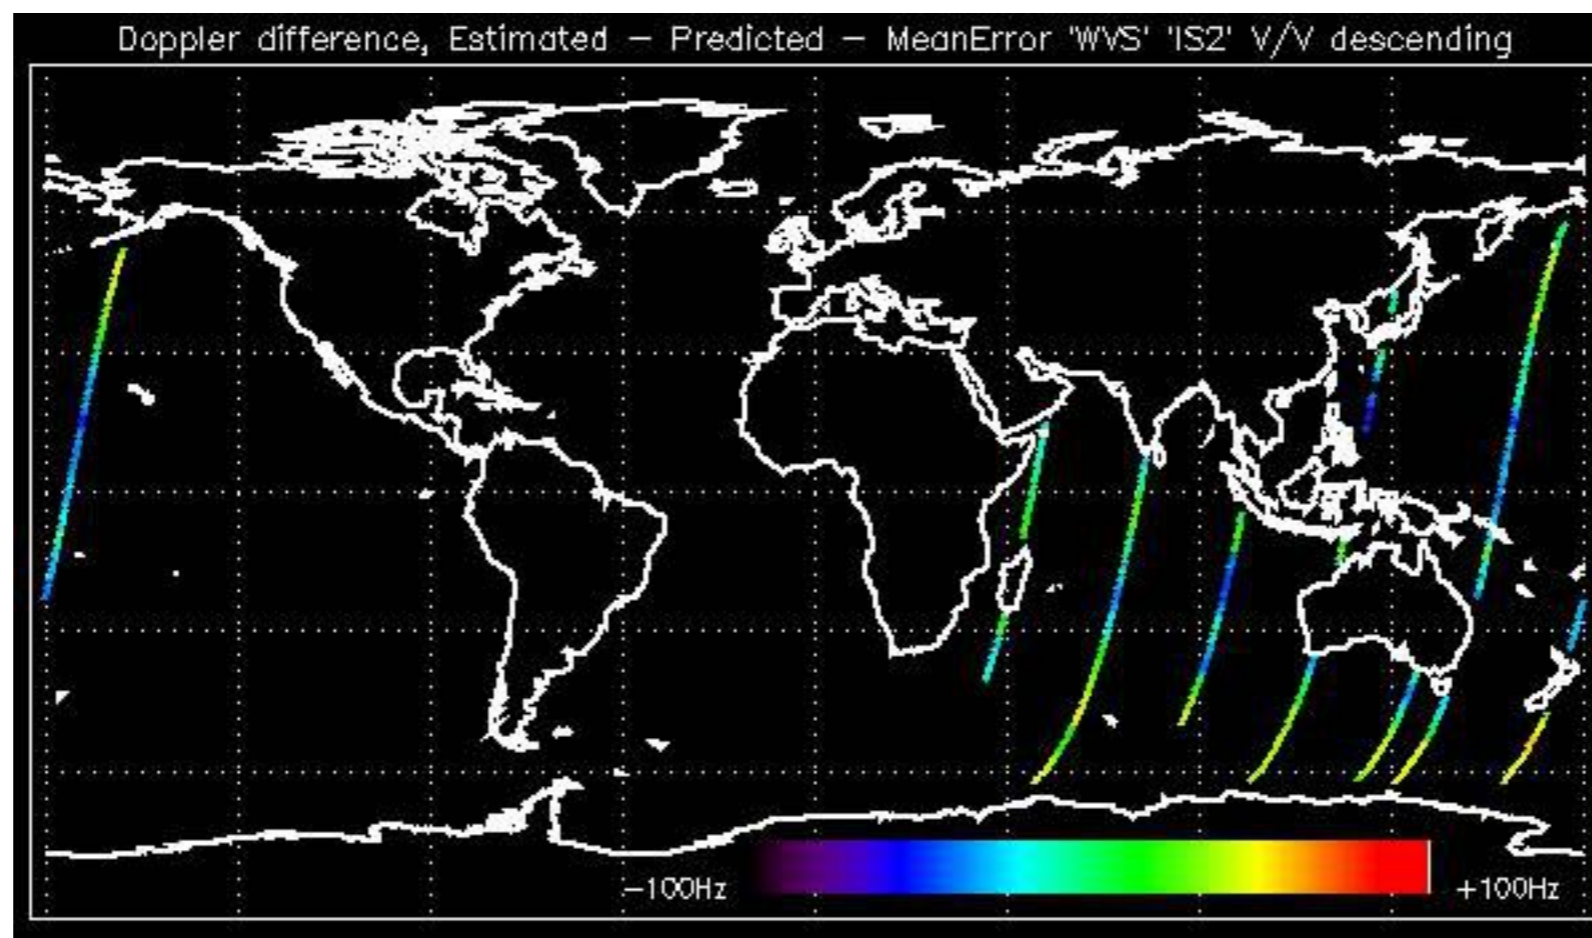 Doppler difference, Estimated – Predicted – MeanError 'WVS' 'IS2' V/V descending
–100Hz
+100Hz